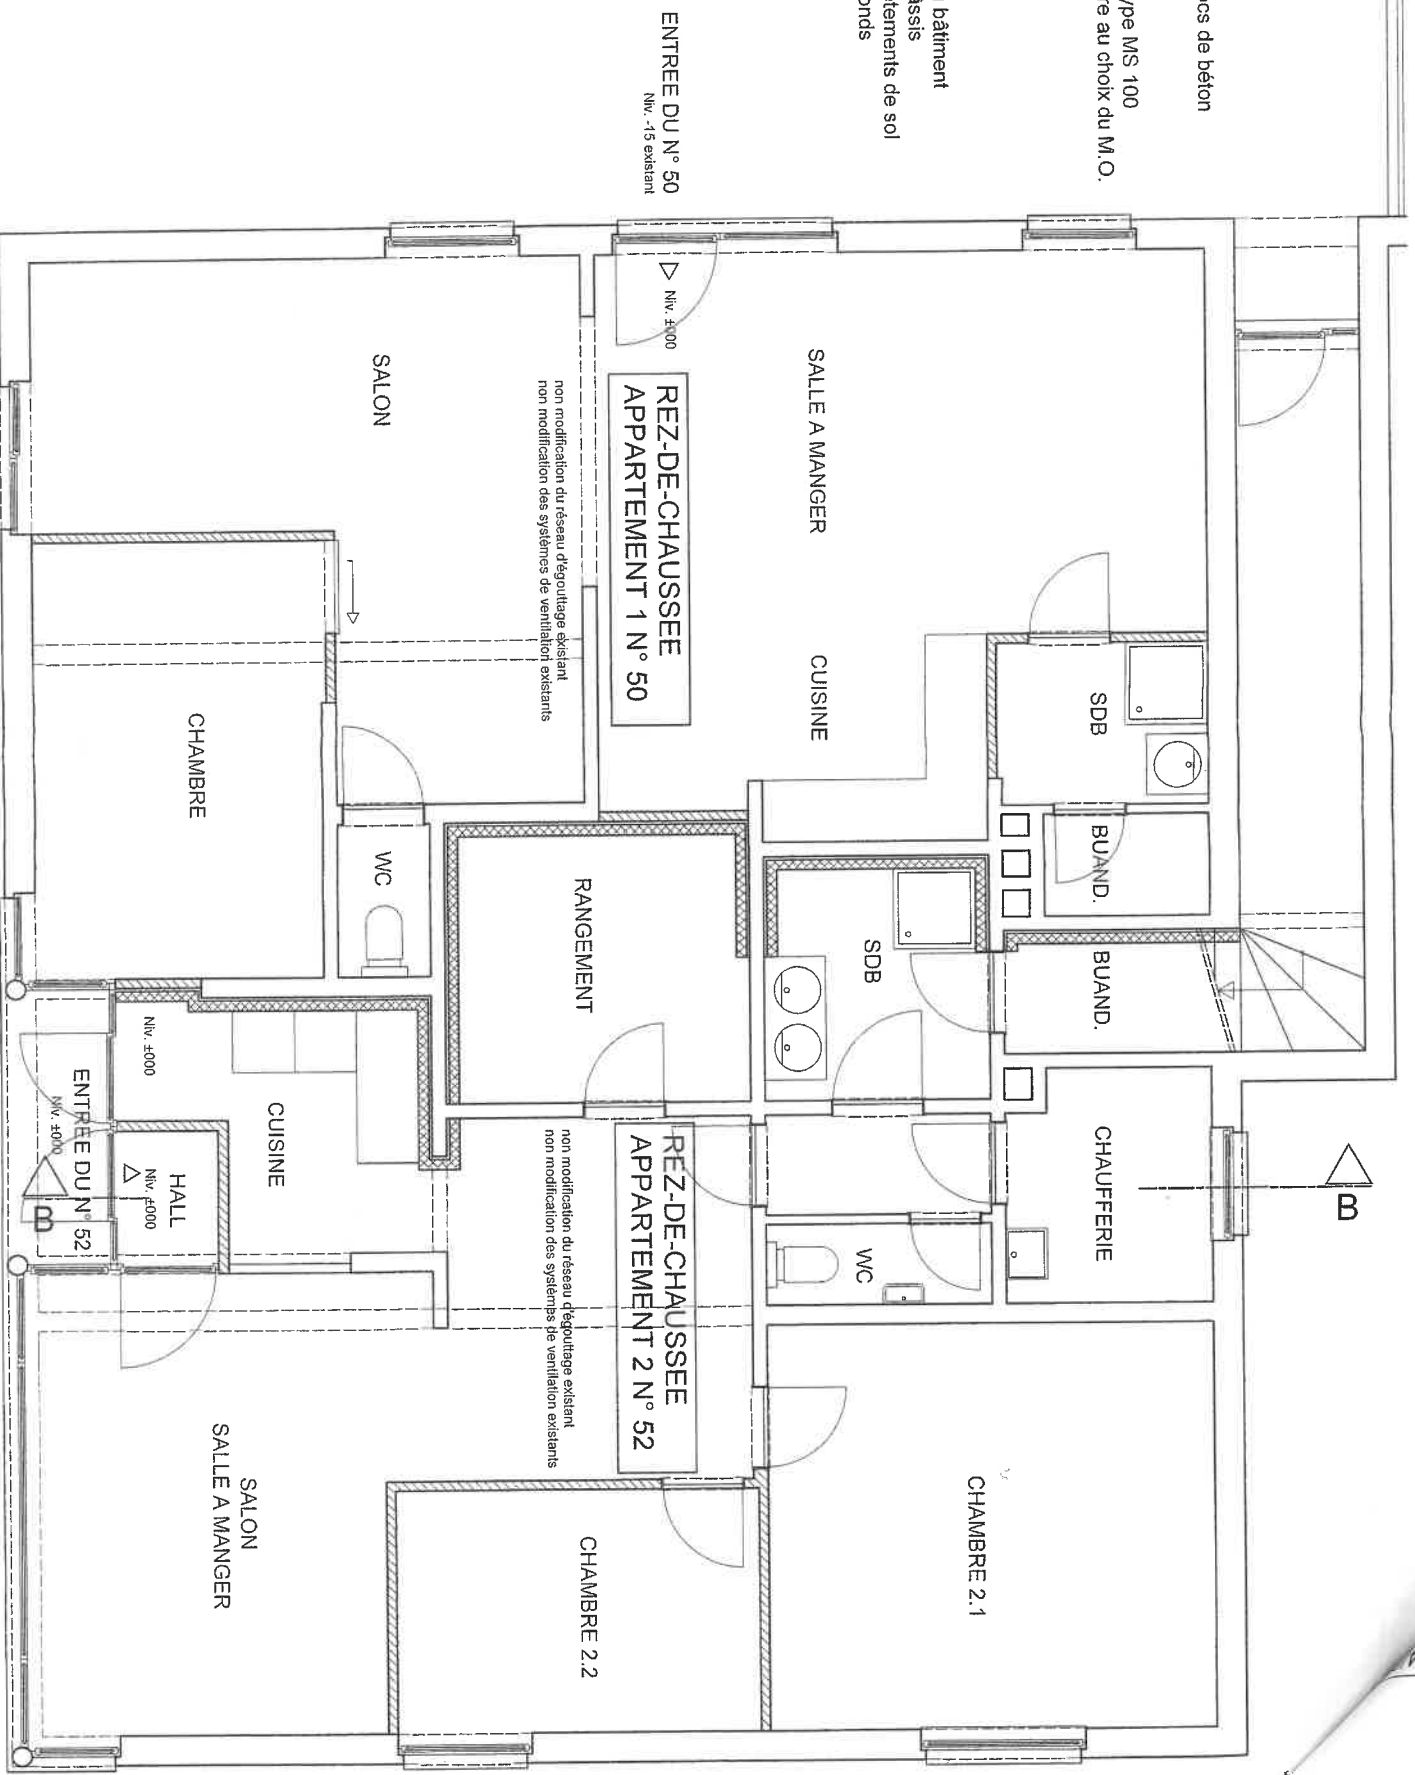 ocs de béton
ype MS 100
re au choix du M.O.
bâtiment
tements de sol
onds
ENTREE DU N° 50
Niv. -15 existant
Niv. ±000
SALLE A MANGER
CUISINE
SDB
BUAND.
REZ-DE-CHAUSSEE
APPARTEMENT 1 N° 50
non modification du réseau d'égouttage existant
non modification des systèmes de ventilation existants
SALON
CHAMBRE
WC
RANGEMENT
SDB
BUAND.
CHAUFFERIE
B
WC
REZ-DE-CHAUSSEE
APPARTEMENT 2 N° 52
non modification du réseau d'égouttage existant
non modification des systèmes de ventilation existants
CUISINE
Niv. ±000
HALL
Niv. ±000
ENTREE DU N° 52
Niv. ±000
B
CHAMBRE 2.1
CHAMBRE 2.2
SALON
SALLE A MANGER